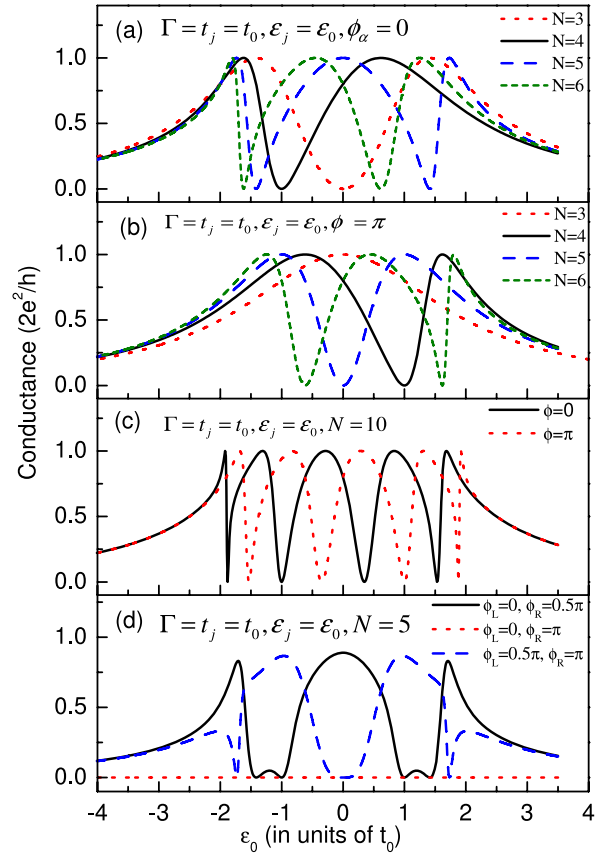 (a) Γ = t_j = t_0, ε_j = ε_0, ϕ_α = 0
N=3
N=4
N=5
N=6
1.0
0.5
0.0
(b) Γ = t_j = t_0, ε_j = ε_0, ϕ = π
N=3
N=4
N=5
N=6
1.0
0.5
0.0
(c) Γ = t_j = t_0, ε_j = ε_0, N = 10
ϕ=0
ϕ=π
1.0
0.5
0.0
(d) Γ = t_j = t_0, ε_j = ε_0, N = 5
ϕ_L=0, ϕ_R=0.5π
ϕ_L=0, ϕ_R=π
ϕ_L=0.5π, ϕ_R=π
1.0
0.5
0.0
Conductance (2e²/h)
-4 -3 -2 -1 0 1 2 3 4
ε_0 (in units of t_0)